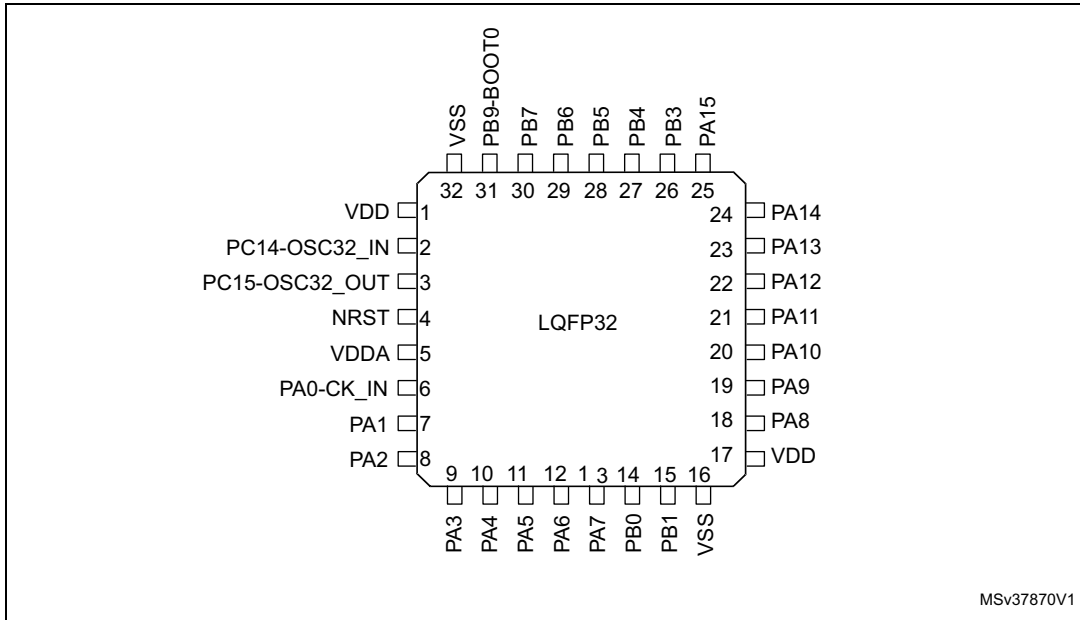 VSS
PB9-BOOT0
PB7
PB6
PB5
PB4
PB3
PA15
32 31 30 29 28 27 26 25
VDD 1
PC14-OSC32_IN 2
PC15-OSC32_OUT 3
NRST 4
VDDA 5
PA0-CK_IN 6
PA1 7
PA2 8
LQFP32
24 PA14
23 PA13
22 PA12
21 PA11
20 PA10
19 PA9
18 PA8
17 VDD
9 10 11 12 1 3 14 15 16
PA3
PA4
PA5
PA6
PA7
PB0
PB1
VSS
MSv37870V1